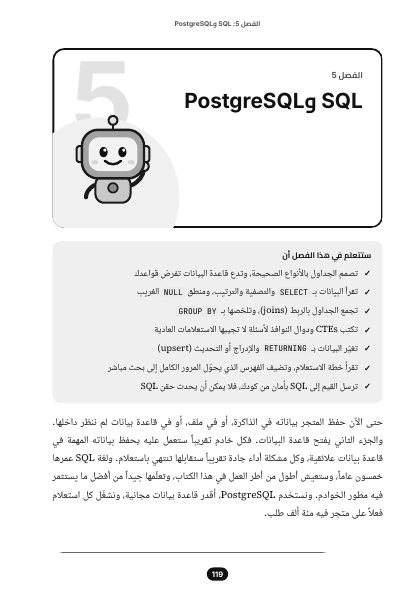 الفصل 5: SQL وPostgreSQL
5
الفصل 5
SQL وPostgreSQL
ستتعلم في هذا الفصل أن
✓ تصمم الجداول بالأنواع الصحيحة، وتدع قاعدة البيانات تفرض قواعدك
✓ تقرأ البيانات بـ SELECT والتصفية والترتيب، ومنطق NULL الغريب
✓ تجمع الجداول بالربط (joins)، وتلخصها بـ GROUP BY
✓ تكتب CTEs ودوال النوافذ لأسئلة لا تجيبها الاستعلامات العادية
✓ تغيّر البيانات بـ RETURNING والإدراج أو التحديث (upsert)
✓ تقرأ خطة الاستعلام، وتضيف الفهرس الذي يحوّل المرور الكامل إلى بحث مباشر
✓ ترسل القيم إلى SQL بأمان من كودك، فلا يمكن أن يحدث حقن SQL
حتى الآن حفظ المتجر بياناته في الذاكرة، أو في ملف، أو في قاعدة بيانات لم ننظر داخلها.
والجزء الثاني يفتح قاعدة البيانات. فكل خادم تقريباً ستعمل عليه يحفظ بياناته المهمة في
قاعدة بيانات علائقية، وكل مشكلة أداء جادة تقريباً ستقابلها تنتهي باستعلام. ولغة SQL عمرها
خمسون عاماً، وستعيش أطول من أطر العمل في هذا الكتاب، وتعلّمها جيداً من أفضل ما يستثمر
فيه مطور الخوادم. ونستخدم PostgreSQL، أقدر قاعدة بيانات مجانية، ونشغّل كل استعلام
فعلاً على متجر فيه مئة ألف طلب.
119